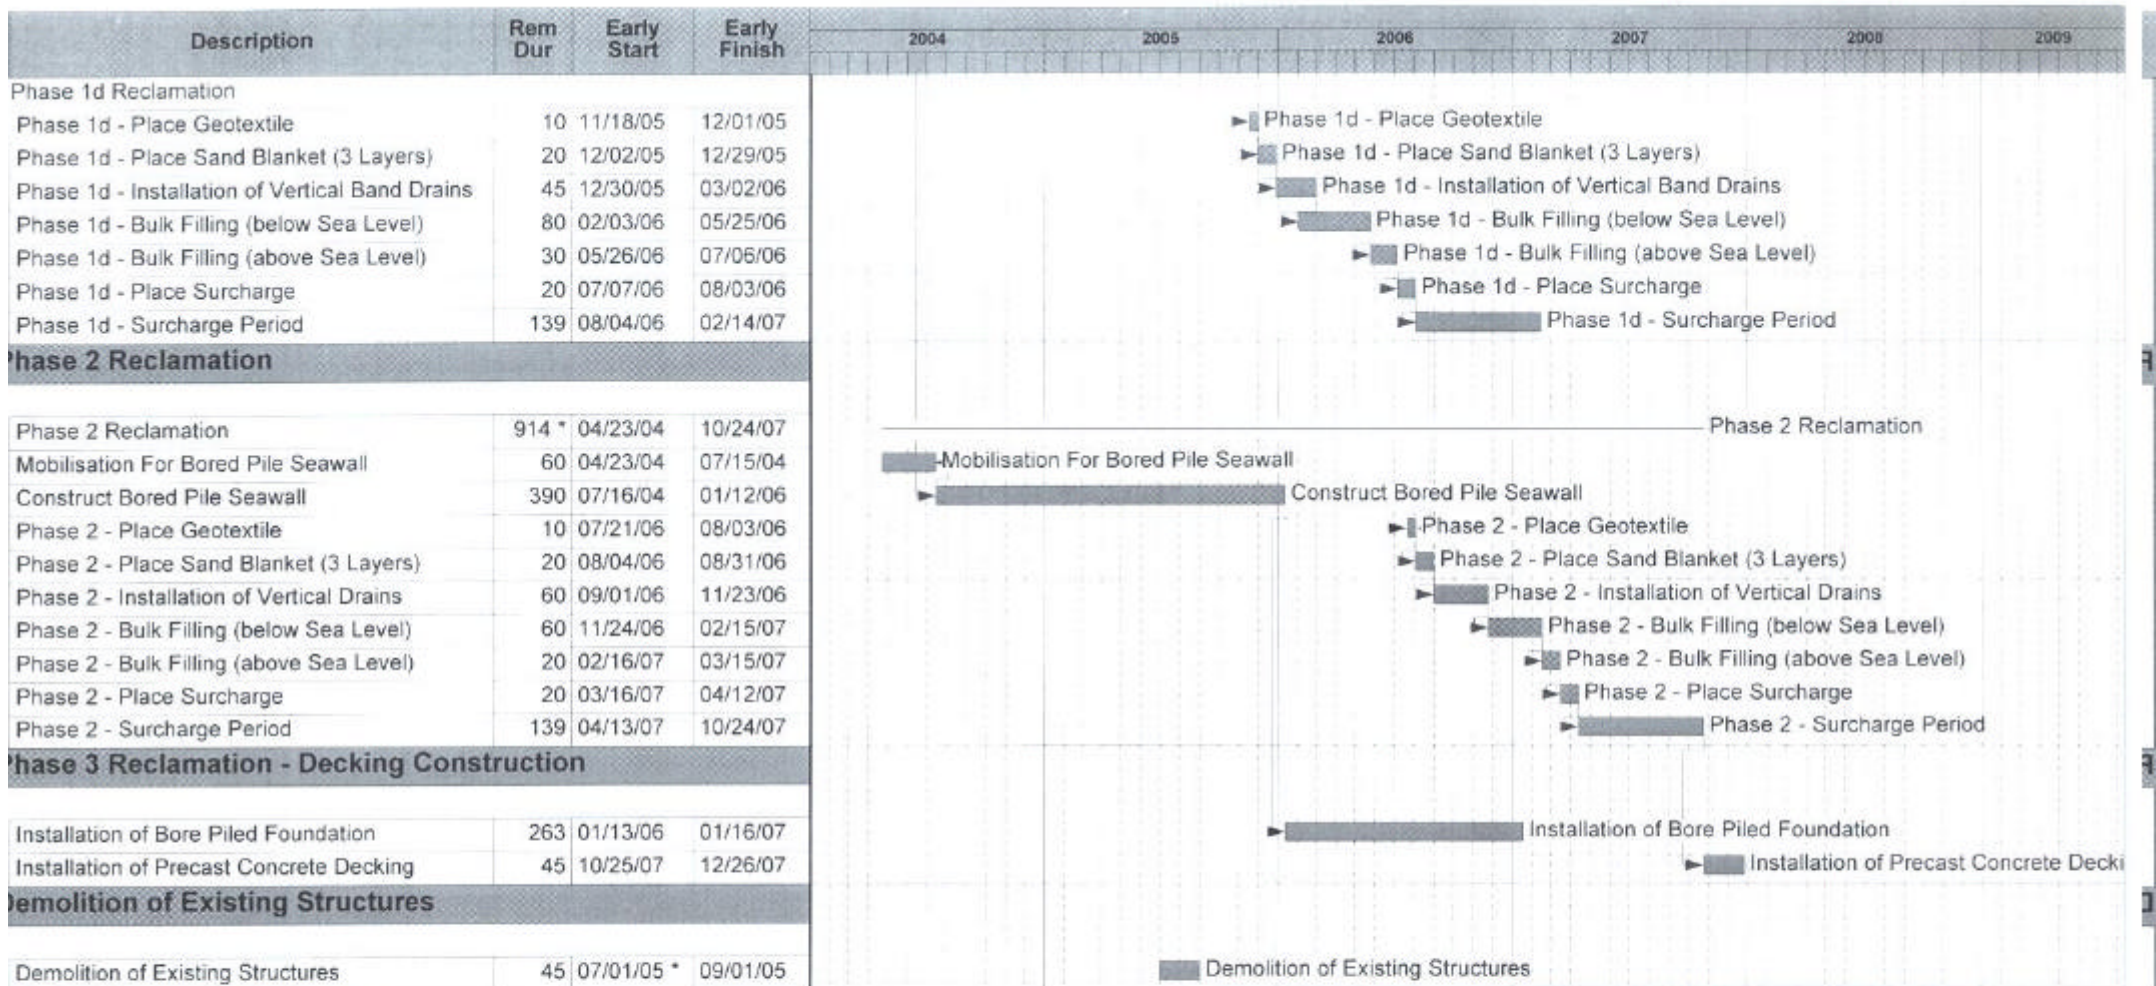 Description Rem Dur Early Start Early Finish 2004 2005 2006 2007 2008 2009
Phase 1d Reclamation
Phase 1d - Place Geotextile 10 11/18/05 12/01/05 Phase 1d - Place Geotextile
Phase 1d - Place Sand Blanket (3 Layers) 20 12/02/05 12/29/05 Phase 1d - Place Sand Blanket (3 Layers)
Phase 1d - Installation of Vertical Band Drains 45 12/30/05 03/02/06 Phase 1d - Installation of Vertical Band Drains
Phase 1d - Bulk Filling (below Sea Level) 80 02/03/06 05/25/06 Phase 1d - Bulk Filling (below Sea Level)
Phase 1d - Bulk Filling (above Sea Level) 30 05/26/06 07/06/06 Phase 1d - Bulk Filling (above Sea Level)
Phase 1d - Place Surcharge 20 07/07/06 08/03/06 Phase 1d - Place Surcharge
Phase 1d - Surcharge Period 139 08/04/06 02/14/07 Phase 1d - Surcharge Period
hase 2 Reclamation
Phase 2 Reclamation 914 * 04/23/04 10/24/07 Phase 2 Reclamation
Mobilisation For Bored Pile Seawall 60 04/23/04 07/15/04 Mobilisation For Bored Pile Seawall
Construct Bored Pile Seawall 390 07/16/04 01/12/06 Construct Bored Pile Seawall
Phase 2 - Place Geotextile 10 07/21/06 08/03/06 Phase 2 - Place Geotextile
Phase 2 - Place Sand Blanket (3 Layers) 20 08/04/06 08/31/06 Phase 2 - Place Sand Blanket (3 Layers)
Phase 2 - Installation of Vertical Drains 60 09/01/06 11/23/06 Phase 2 - Installation of Vertical Drains
Phase 2 - Bulk Filling (below Sea Level) 60 11/24/06 02/15/07 Phase 2 - Bulk Filling (below Sea Level)
Phase 2 - Bulk Filling (above Sea Level) 20 02/16/07 03/15/07 Phase 2 - Bulk Filling (above Sea Level)
Phase 2 - Place Surcharge 20 03/16/07 04/12/07 Phase 2 - Place Surcharge
Phase 2 - Surcharge Period 139 04/13/07 10/24/07 Phase 2 - Surcharge Period
hase 3 Reclamation - Decking Construction
Installation of Bore Piled Foundation 263 01/13/06 01/16/07 Installation of Bore Piled Foundation
Installation of Precast Concrete Decking 45 10/25/07 12/26/07 Installation of Precast Concrete Decki
emolition of Existing Structures
Demolition of Existing Structures 45 07/01/05 * 09/01/05 Demolition of Existing Structures